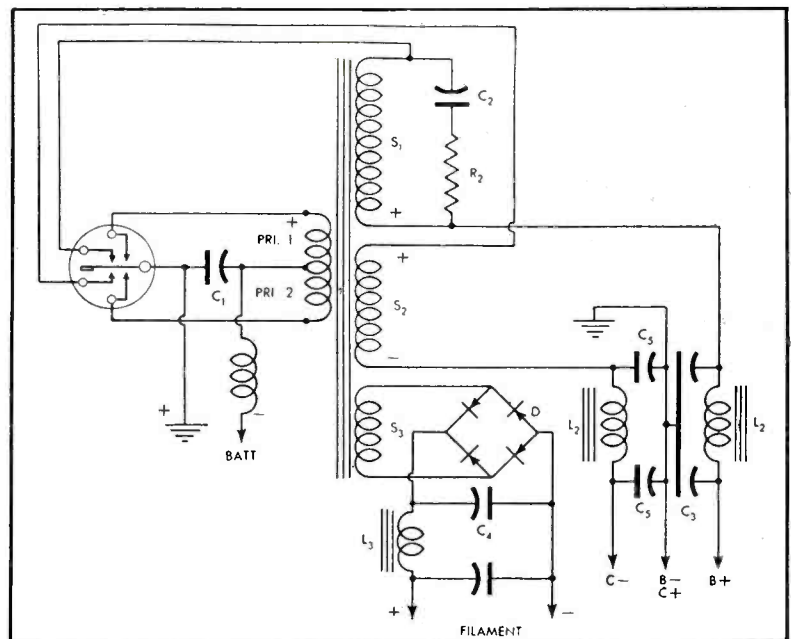 C2
S1
R2
+
+
PRI. 1
PRI 2
C1
+
S2
−
+
−
BATT
S3
D
C5
L2
L2
C5
C3
C4
L3
C− B− B+
C+
+ −
FILAMENT